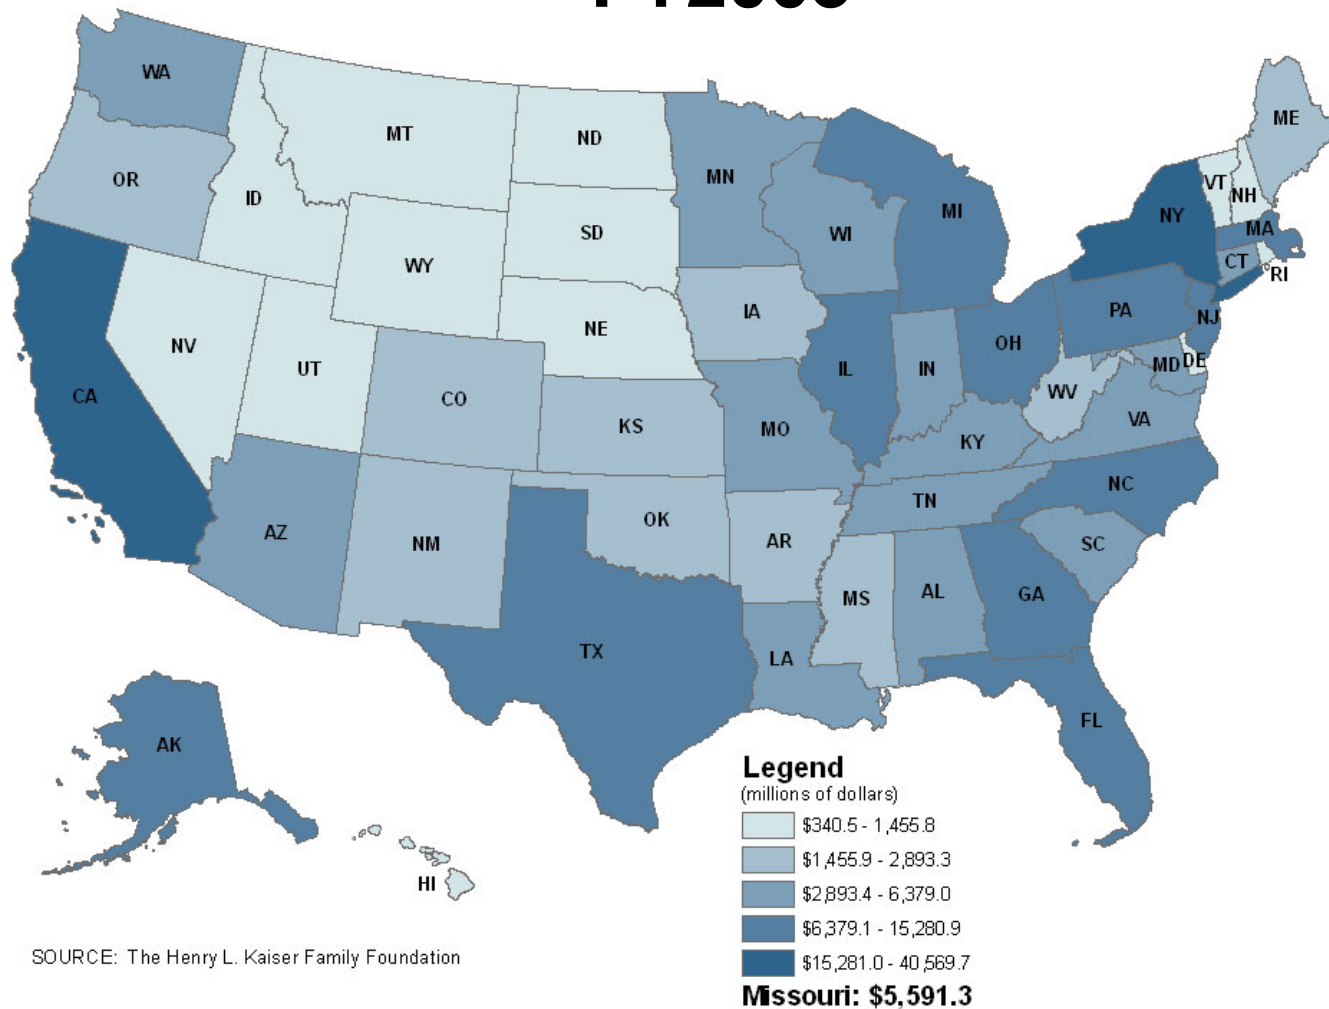 WA
ME
MT
ND
OR
MN
VT
NH
ID
MI
NY
SD
WI
MA
WY
CT
RI
IA
PA
NE
NJ
NV
OH
UT
IL
IN
MD
DE
CA
CO
WV
KS
MO
VA
KY
NC
TN
OK
AZ
NM
AR
SC
MS
AL
GA
TX
LA
FL
AK
HI
Legend
(millions of dollars)
$340.5 - 1,455.8
$1,455.9 - 2,893.3
$2,893.4 - 6,379.0
$6,379.1 - 15,280.9
$15,281.0 - 40,569.7
Missouri: $5,591.3
SOURCE: The Henry L. Kaiser Family Foundation